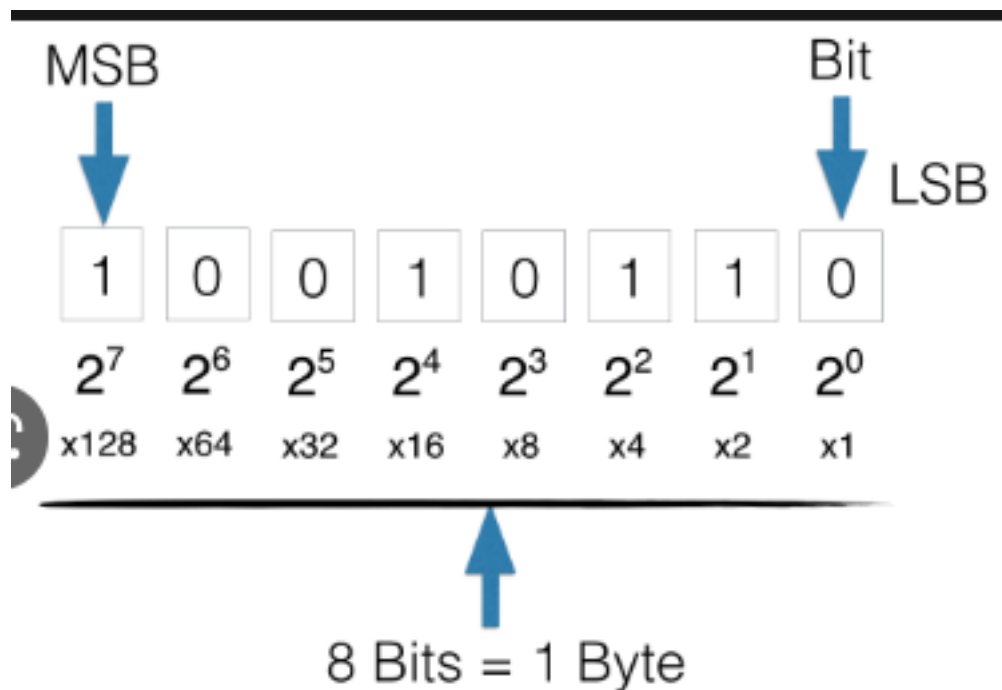 MSB Bit
LSB
1 0 0 1 0 1 1 0
2⁷ 2⁶ 2⁵ 2⁴ 2³ 2² 2¹ 2⁰
x128 x64 x32 x16 x8 x4 x2 x1
8 Bits = 1 Byte